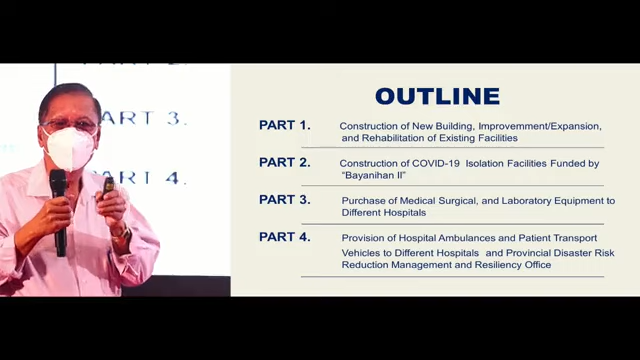 PART 3.
PART 4.
OUTLINE
PART 1. Construction of New Building, Improvemment/Expansion,
and Rehabilitation of Existing Facilities
PART 2. Construction of COVID-19 Isolation Facilities Funded by
“Bayanihan II”
PART 3. Purchase of Medical Surgical, and Laboratory Equipment to
Different Hospitals
PART 4. Provision of Hospital Ambulances and Patient Transport
Vehicles to Different Hospitals and Provincial Disaster Risk
Reduction Management and Resiliency Office